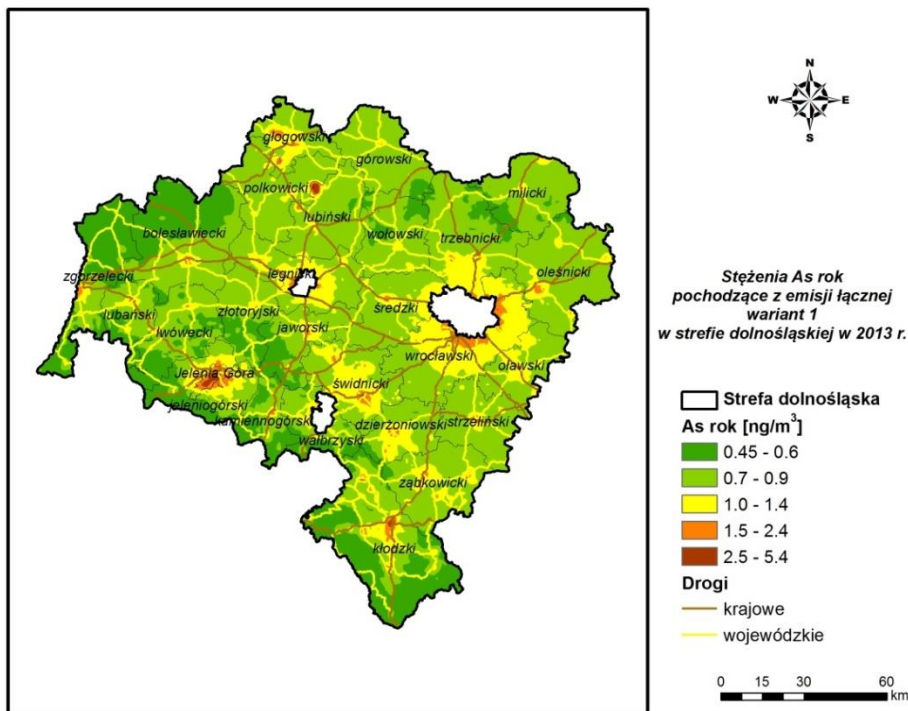 N
W E
S
głogowski
górowski
polkowicki
milicki
lubiński
bolesławiecki
wołowski
trzebnicki
zgorzelecki
legnicki
oleśnicki
lubański
złotoryjski
średzki
lwówecki
jaworski
wrocławski
oławski
Jelenia Góra
świdnicki
jeleniogórski
kamiennogórski
dzierżoniowski
strzeliński
wałbrzyski
ząbkowicki
kłodzki
Stężenia As rok
pochodzące z emisji łącznej
wariant 1
w strefie dolnośląskiej w 2013 r.
Strefa dolnośląska
As rok [ng/m³]
0.45 - 0.6
0.7 - 0.9
1.0 - 1.4
1.5 - 2.4
2.5 - 5.4
Drogi
krajowe
wojewódzkie
0 15 30 60
km